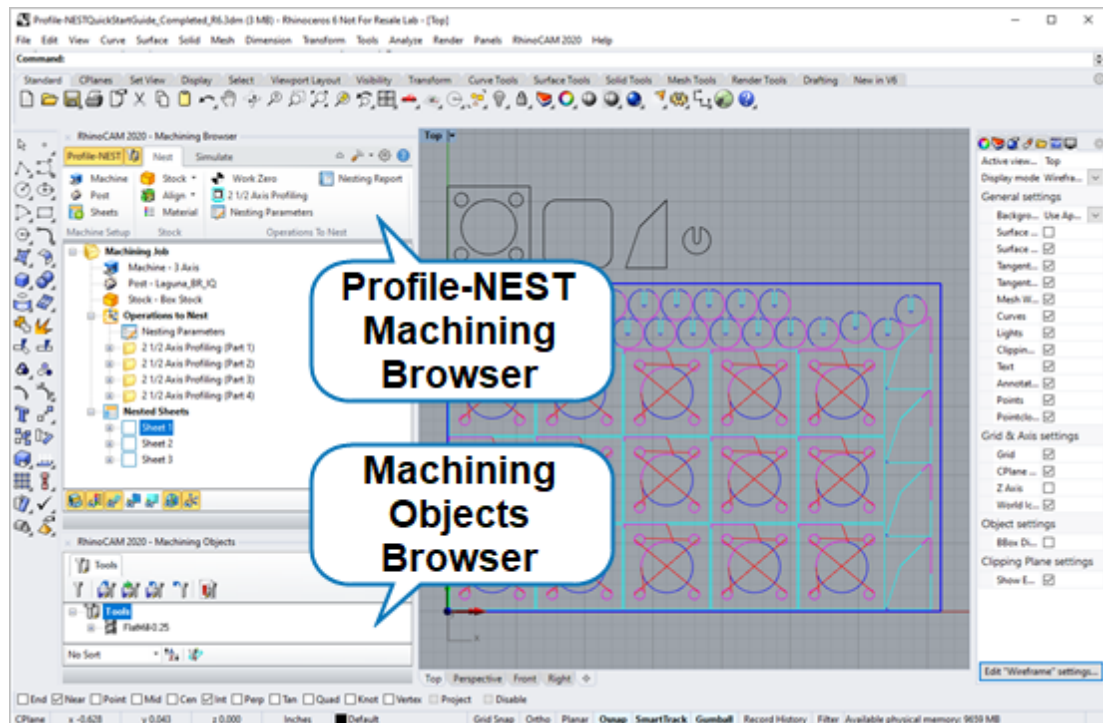 Profile-NESTQuickStartGuide_Completed_R6.3dm (3 MB) - Rhinoceros 6 Not For Resale Lab - [Top]
File Edit View Curve Surface Solid Mesh Dimension Transform Tools Analyze Render Panels RhinoCAM 2020 Help
Command:
Standard CPlanes Set View Display Select Viewport Layout Visibility Transform Curve Tools Surface Tools Solid Tools Mesh Tools Render Tools Drafting New in V6
RhinoCAM 2020 - Machining Browser
Profile-NEST Nest Simulate
Machine Stock Work Zero Nesting Report
Post Align 2 1/2 Axis Profiling
Sheets Material Nesting Parameters
Machine Setup Stock Operations To Nest
Machining Job
Machine - 3 Axis
Post - Laguna_BR_IQ
Stock - Box Stock
Operations to Nest
Nesting Parameters
2 1/2 Axis Profiling (Part 1)
2 1/2 Axis Profiling (Part 2)
2 1/2 Axis Profiling (Part 3)
2 1/2 Axis Profiling (Part 4)
Nested Sheets
Sheet 1
Sheet 2
Sheet 3
RhinoCAM 2020 - Machining Objects
Tools
Tools
FlatMill-0.25
No Sort
Top
Profile-NEST
Machining
Browser
Machining
Objects
Browser
x
Top Perspective Front Right
Active view... Top
Display mode Wirefra...
General settings
Backgro... Use Ap...
Surface ...
Surface ...
Tangent...
Tangent...
Mesh W...
Curves
Lights
Clippin...
Text
Annotat...
Points
Pointclo...
Grid & Axis settings
Grid
CPlane ...
Z Axis
World Ic...
Object settings
BBox Di...
Clipping Plane settings
Show E...
Edit "Wireframe" settings...
End Near Point Mid Cen Int Perp Tan Quad Knot Vertex Project Disable
CPlane x -0.628 y 0.043 z 0.000 Inches Default Grid Snap Ortho Planar Osnap SmartTrack Gumball Record History Filter Available physical memory: 9659 MB